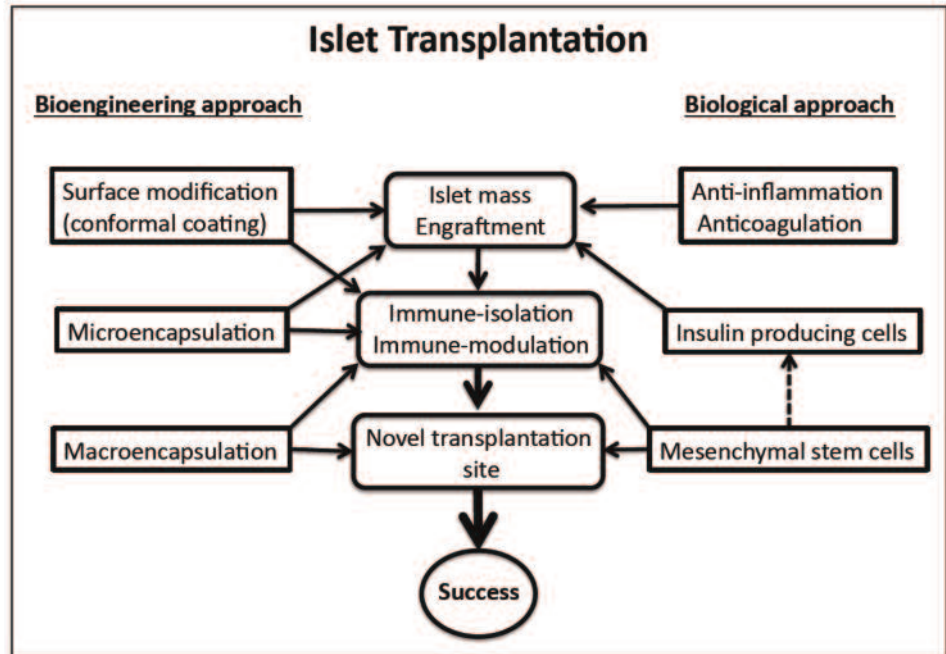 Islet Transplantation
Bioengineering approach
Biological approach
Surface modification
(conformal coating)
Islet mass
Engraftment
Anti-inflammation
Anticoagulation
Microencapsulation
Immune-isolation
Immune-modulation
Insulin producing cells
Macroencapsulation
Novel transplantation
site
Mesenchymal stem cells
Success